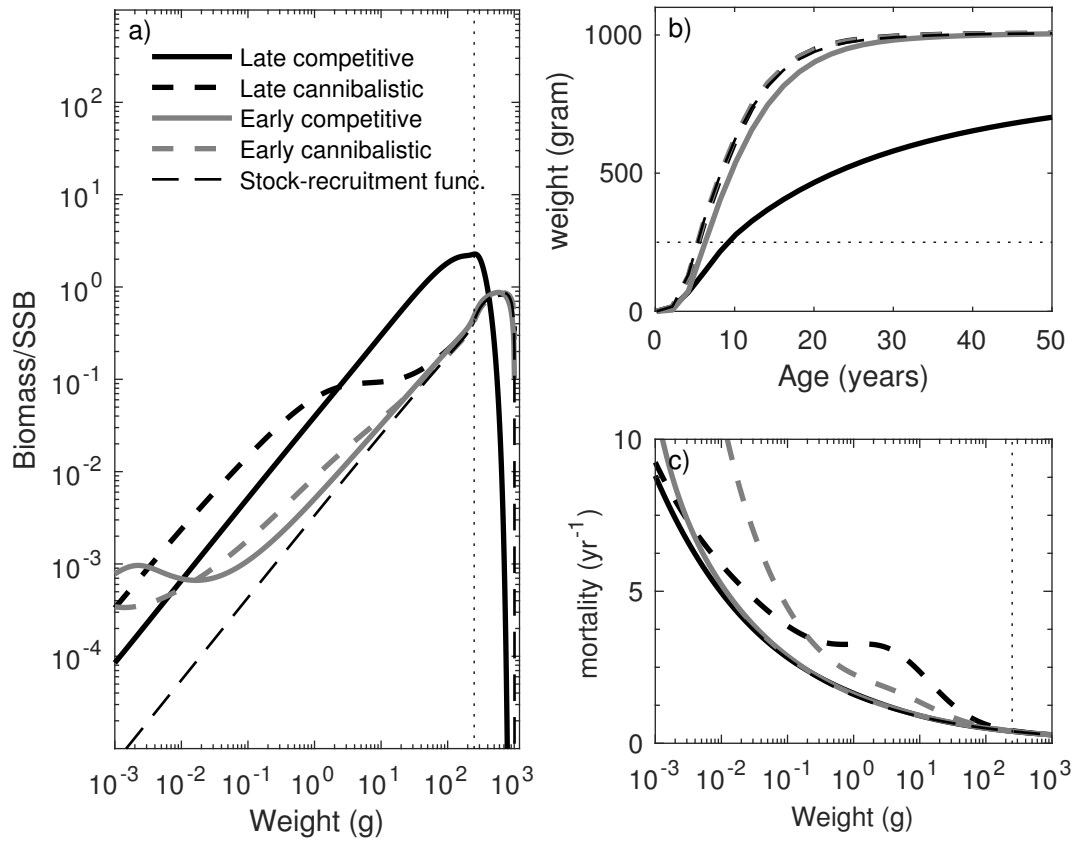 a)
Late competitive
Late cannibalistic
Early competitive
Early cannibalistic
Stock-recruitment func.
10^2
10^1
10^0
10^-1
10^-2
10^-3
10^-4
Biomass/SSB
10^-3 10^-2 10^-1 10^0 10^1 10^2 10^3
Weight (g)
b)
1000
500
0
weight (gram)
0 10 20 30 40 50
Age (years)
c)
10
5
0
mortality (yr^-1)
10^-3 10^-2 10^-1 10^0 10^1 10^2 10^3
Weight (g)